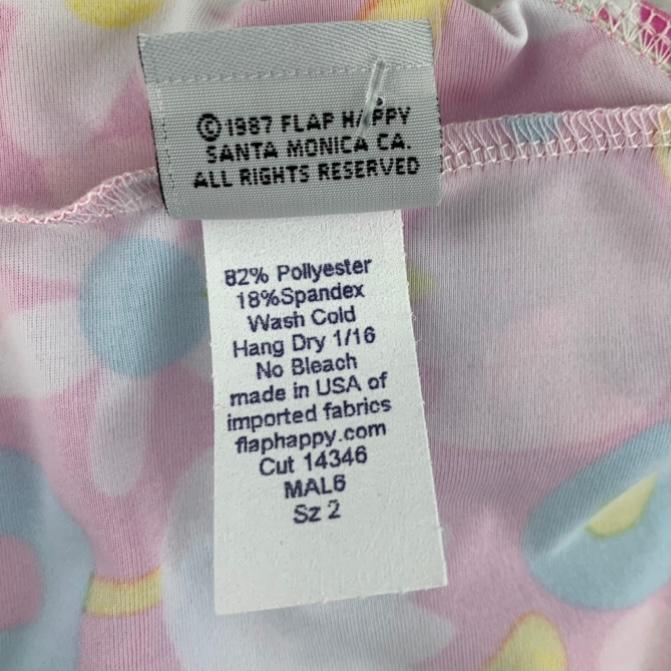 ©1987 FLAP HAPPY
SANTA MONICA CA.
ALL RIGHTS RESERVED
82% Pollyester
18%Spandex
Wash Cold
Hang Dry 1/16
No Bleach
made in USA of
imported fabrics
flaphappy.com
Cut 14346
MAL6
Sz 2